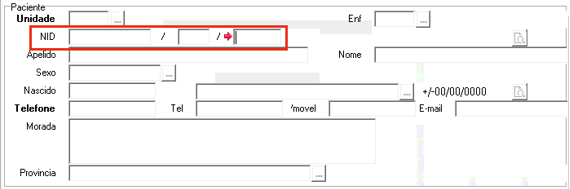 Paciente
Unidade ... Enf ...
NID / /
Apelido Nome
Sexo ...
Nascido ... +/-00/00/0000
Telefone Tel /movel E-mail
Morada
Provincia ...